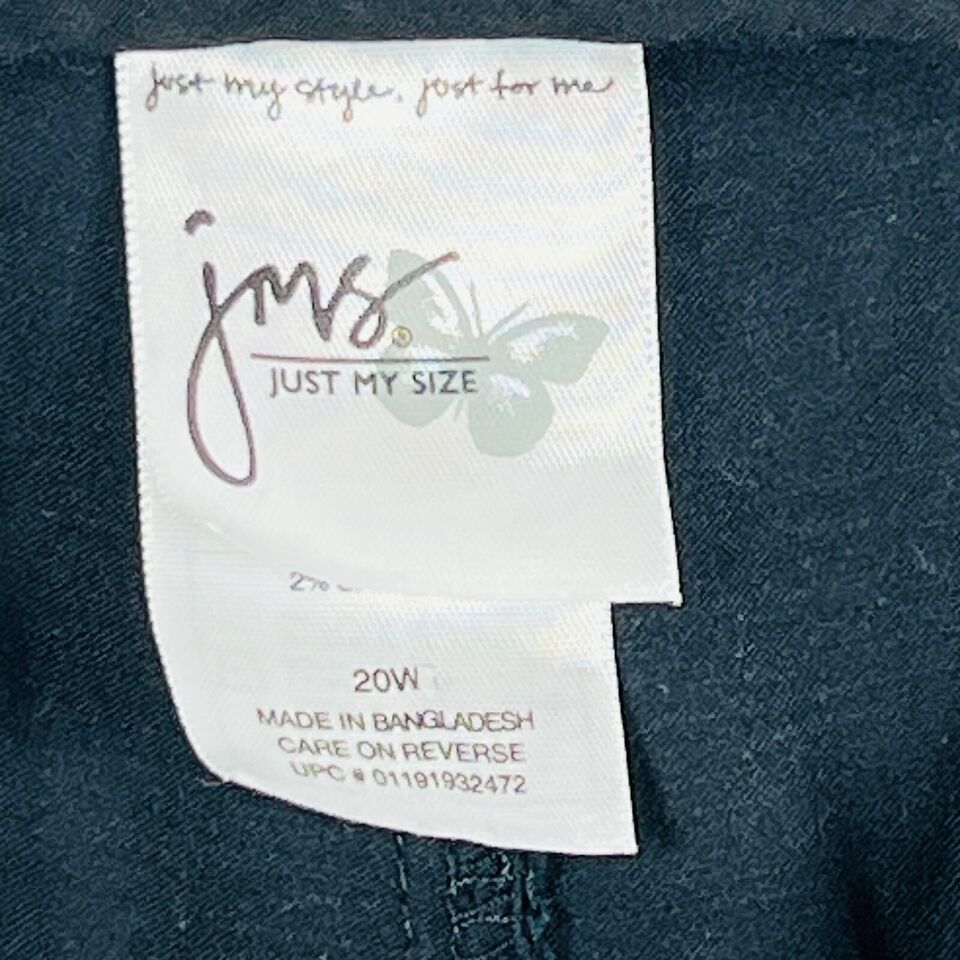 just my style. just for me
jms®
JUST MY SIZE
2%
20W
MADE IN BANGLADESH
CARE ON REVERSE
UPC # 01191932472